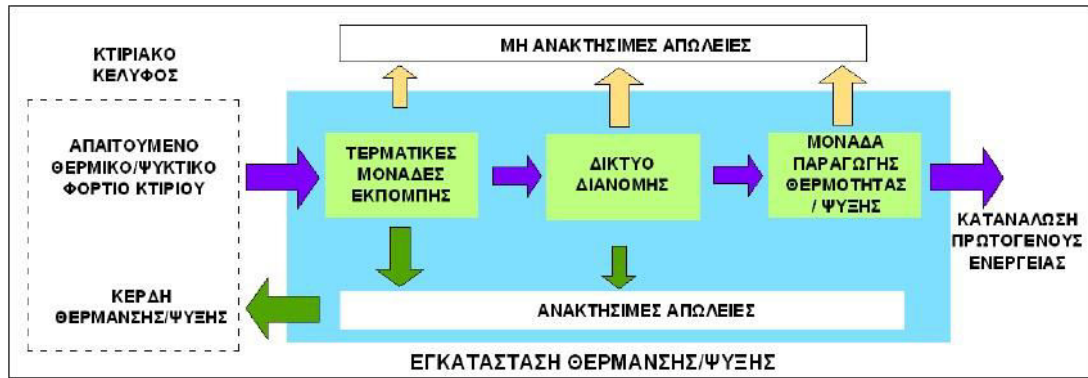 ΚΤΙΡΙΑΚΟ
ΚΕΛΥΦΟΣ
ΜΗ ΑΝΑΚΤΗΣΙΜΕΣ ΑΠΩΛΕΙΕΣ
ΑΠΑΙΤΟΥΜΕΝΟ
ΘΕΡΜΙΚΟ/ΨΥΚΤΙΚΟ
ΦΟΡΤΙΟ ΚΤΙΡΙΟΥ
ΤΕΡΜΑΤΙΚΕΣ
ΜΟΝΑΔΕΣ
ΕΚΠΟΜΠΗΣ
ΔΙΚΤΥΟ
ΔΙΑΝΟΜΗΣ
ΜΟΝΑΔΑ
ΠΑΡΑΓΩΓΗΣ
ΘΕΡΜΟΤΗΤΑΣ
/ ΨΥΞΗΣ
ΚΑΤΑΝΑΛΩΣΗ
ΠΡΩΤΟΓΕΝΟΥΣ
ΕΝΕΡΓΕΙΑΣ
ΚΕΡΔΗ
ΘΕΡΜΑΝΣΗΣ/ΨΥΞΗΣ
ΑΝΑΚΤΗΣΙΜΕΣ ΑΠΩΛΕΙΕΣ
ΕΓΚΑΤΑΣΤΑΣΗ ΘΕΡΜΑΝΣΗΣ/ΨΥΞΗΣ